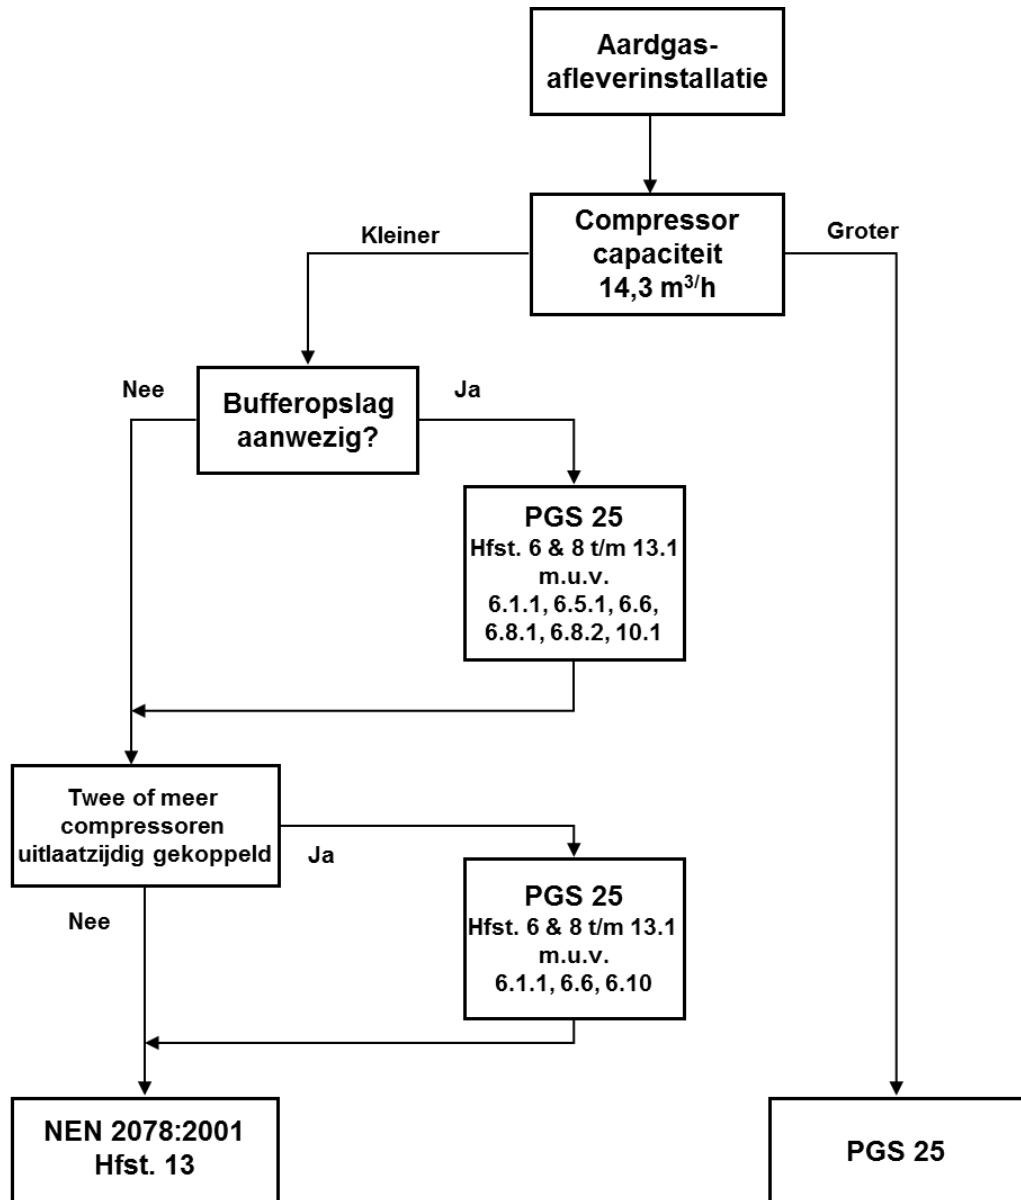 Aardgas-
afleverinstallatie
Compressor
capaciteit
14,3 m³/h
Kleiner
Groter
Bufferopslag
aanwezig?
Nee
Ja
PGS 25
Hfst. 6 & 8 t/m 13.1
m.u.v.
6.1.1, 6.5.1, 6.6,
6.8.1, 6.8.2, 10.1
Twee of meer
compressoren
uitlaatzijdig gekoppeld
Ja
Nee
PGS 25
Hfst. 6 & 8 t/m 13.1
m.u.v.
6.1.1, 6.6, 6.10
NEN 2078:2001
Hfst. 13
PGS 25